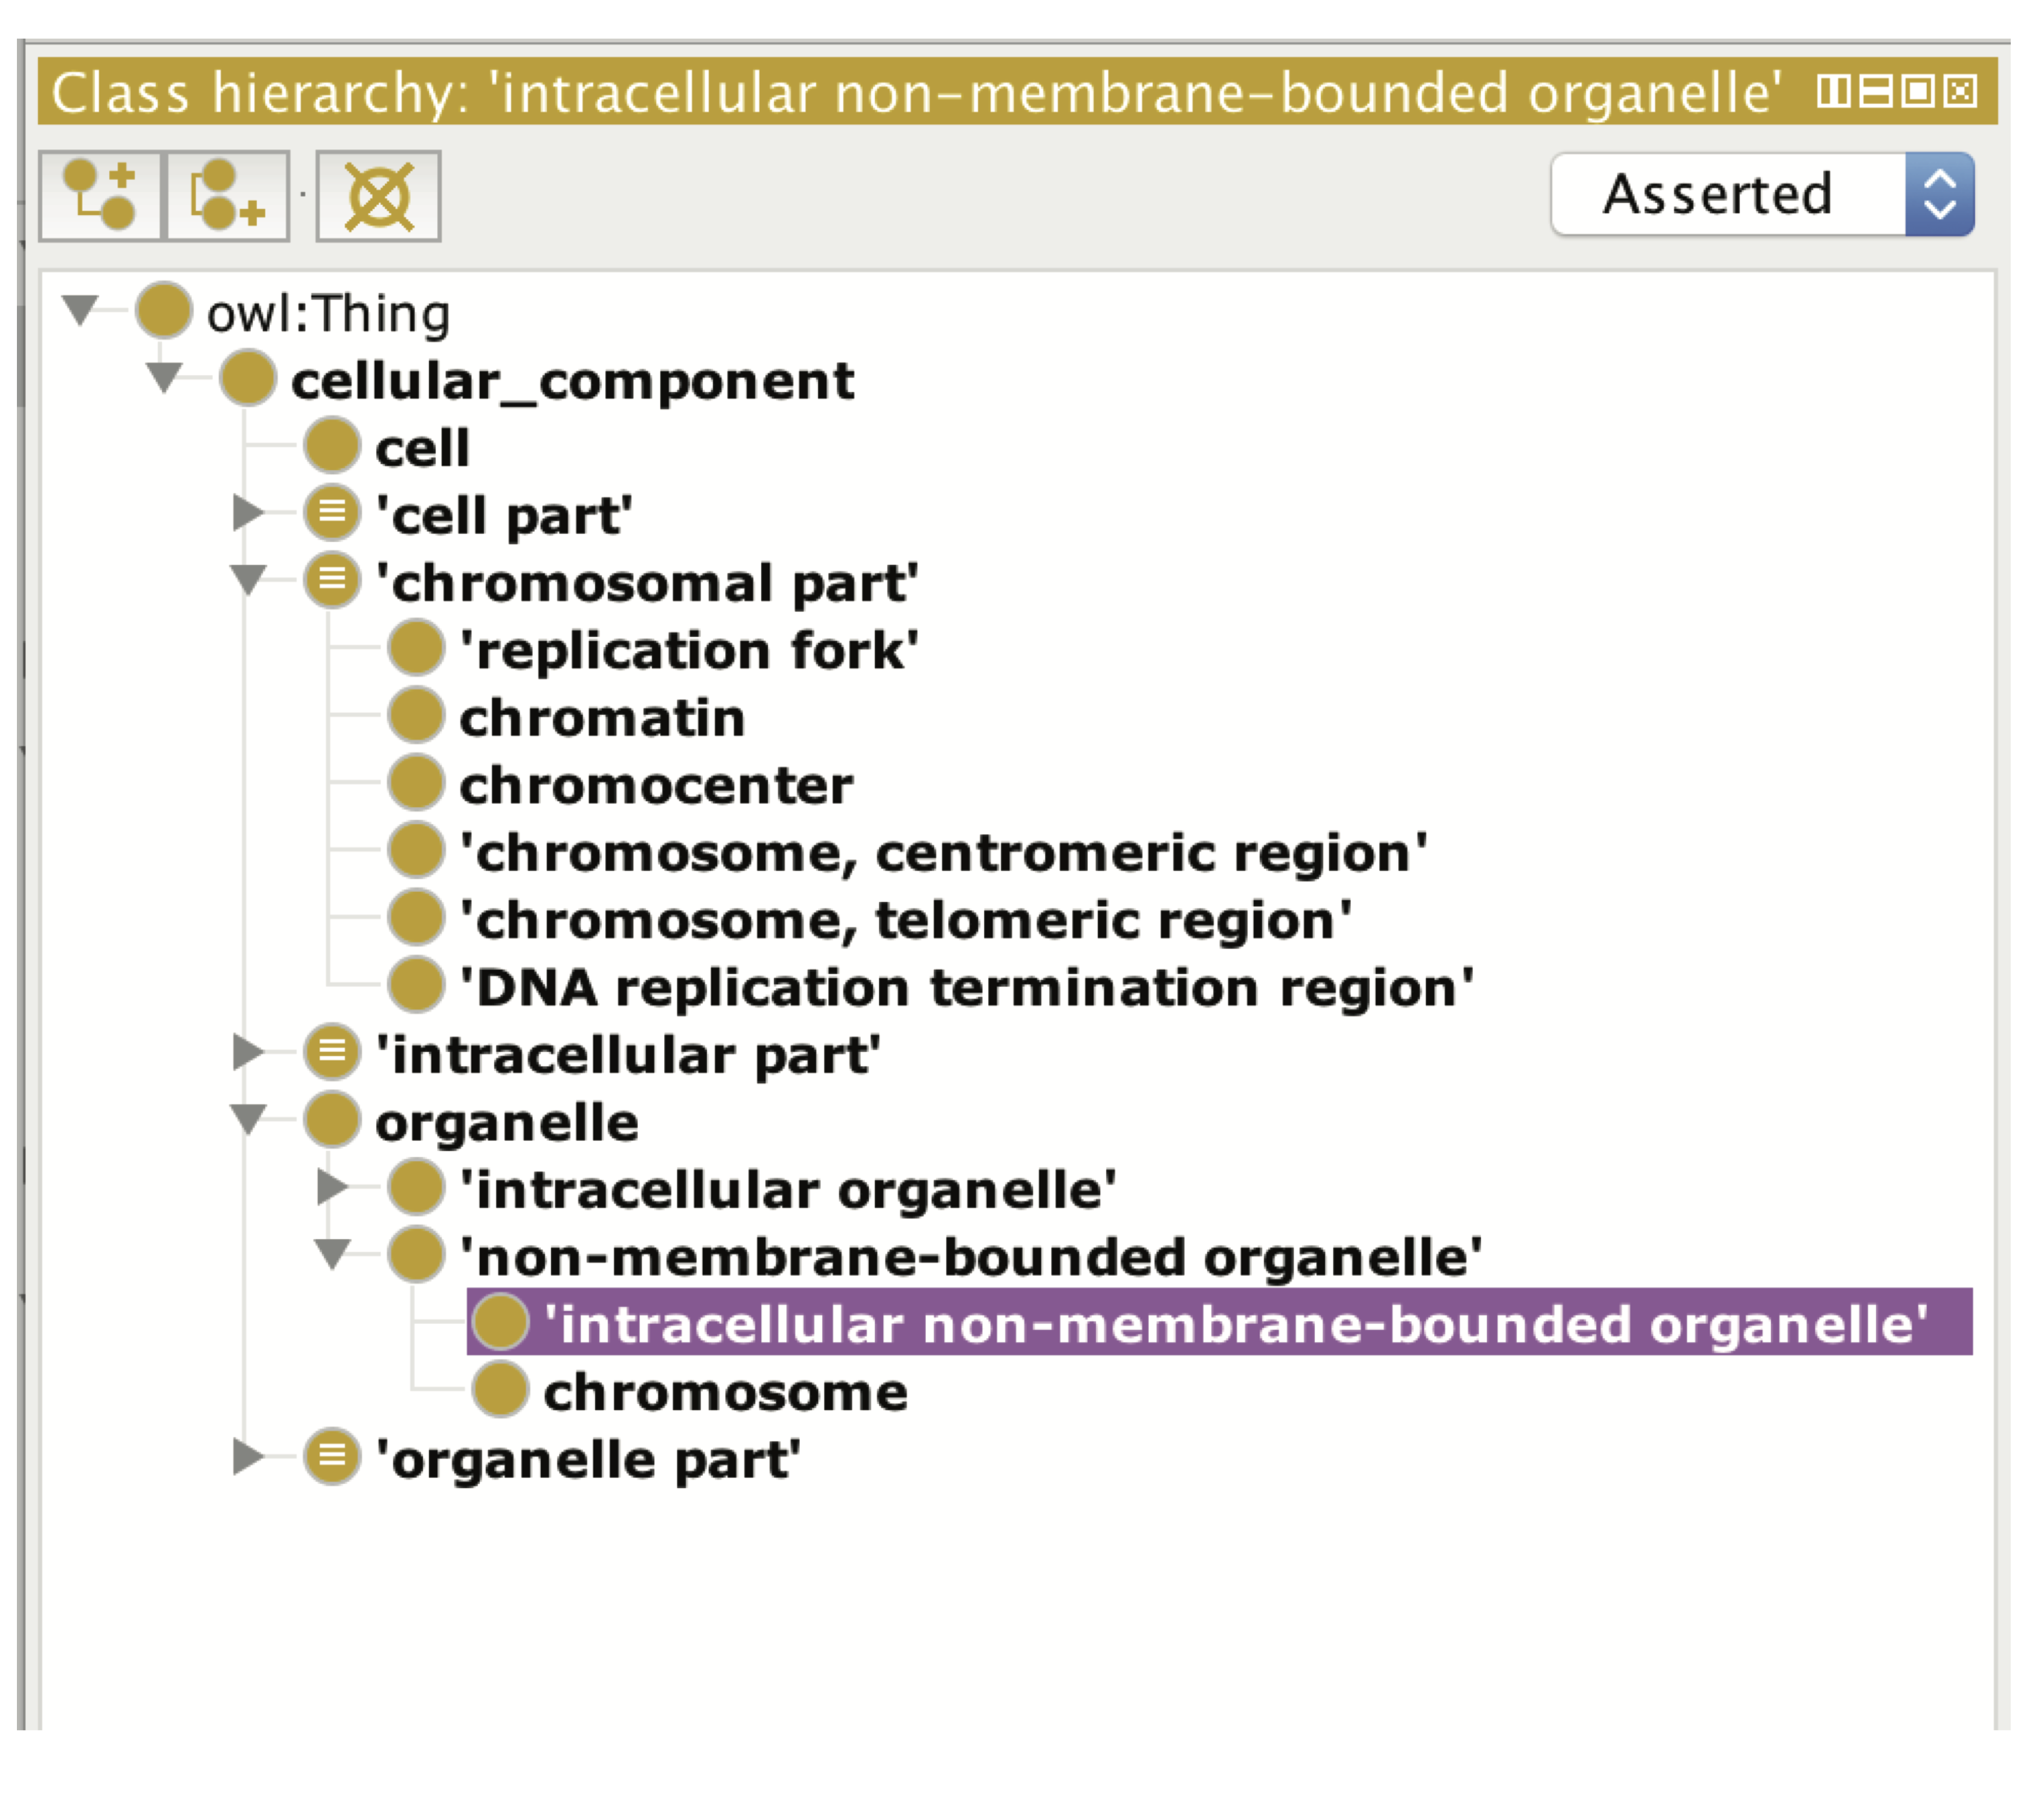 Class hierarchy: 'intracellular non-membrane-bounded organelle'
Asserted
owl:Thing
cellular_component
cell
'cell part'
'chromosomal part'
'replication fork'
chromatin
chromocenter
'chromosome, centromeric region'
'chromosome, telomeric region'
'DNA replication termination region'
'intracellular part'
organelle
'intracellular organelle'
'non-membrane-bounded organelle'
'intracellular non-membrane-bounded organelle'
chromosome
'organelle part'